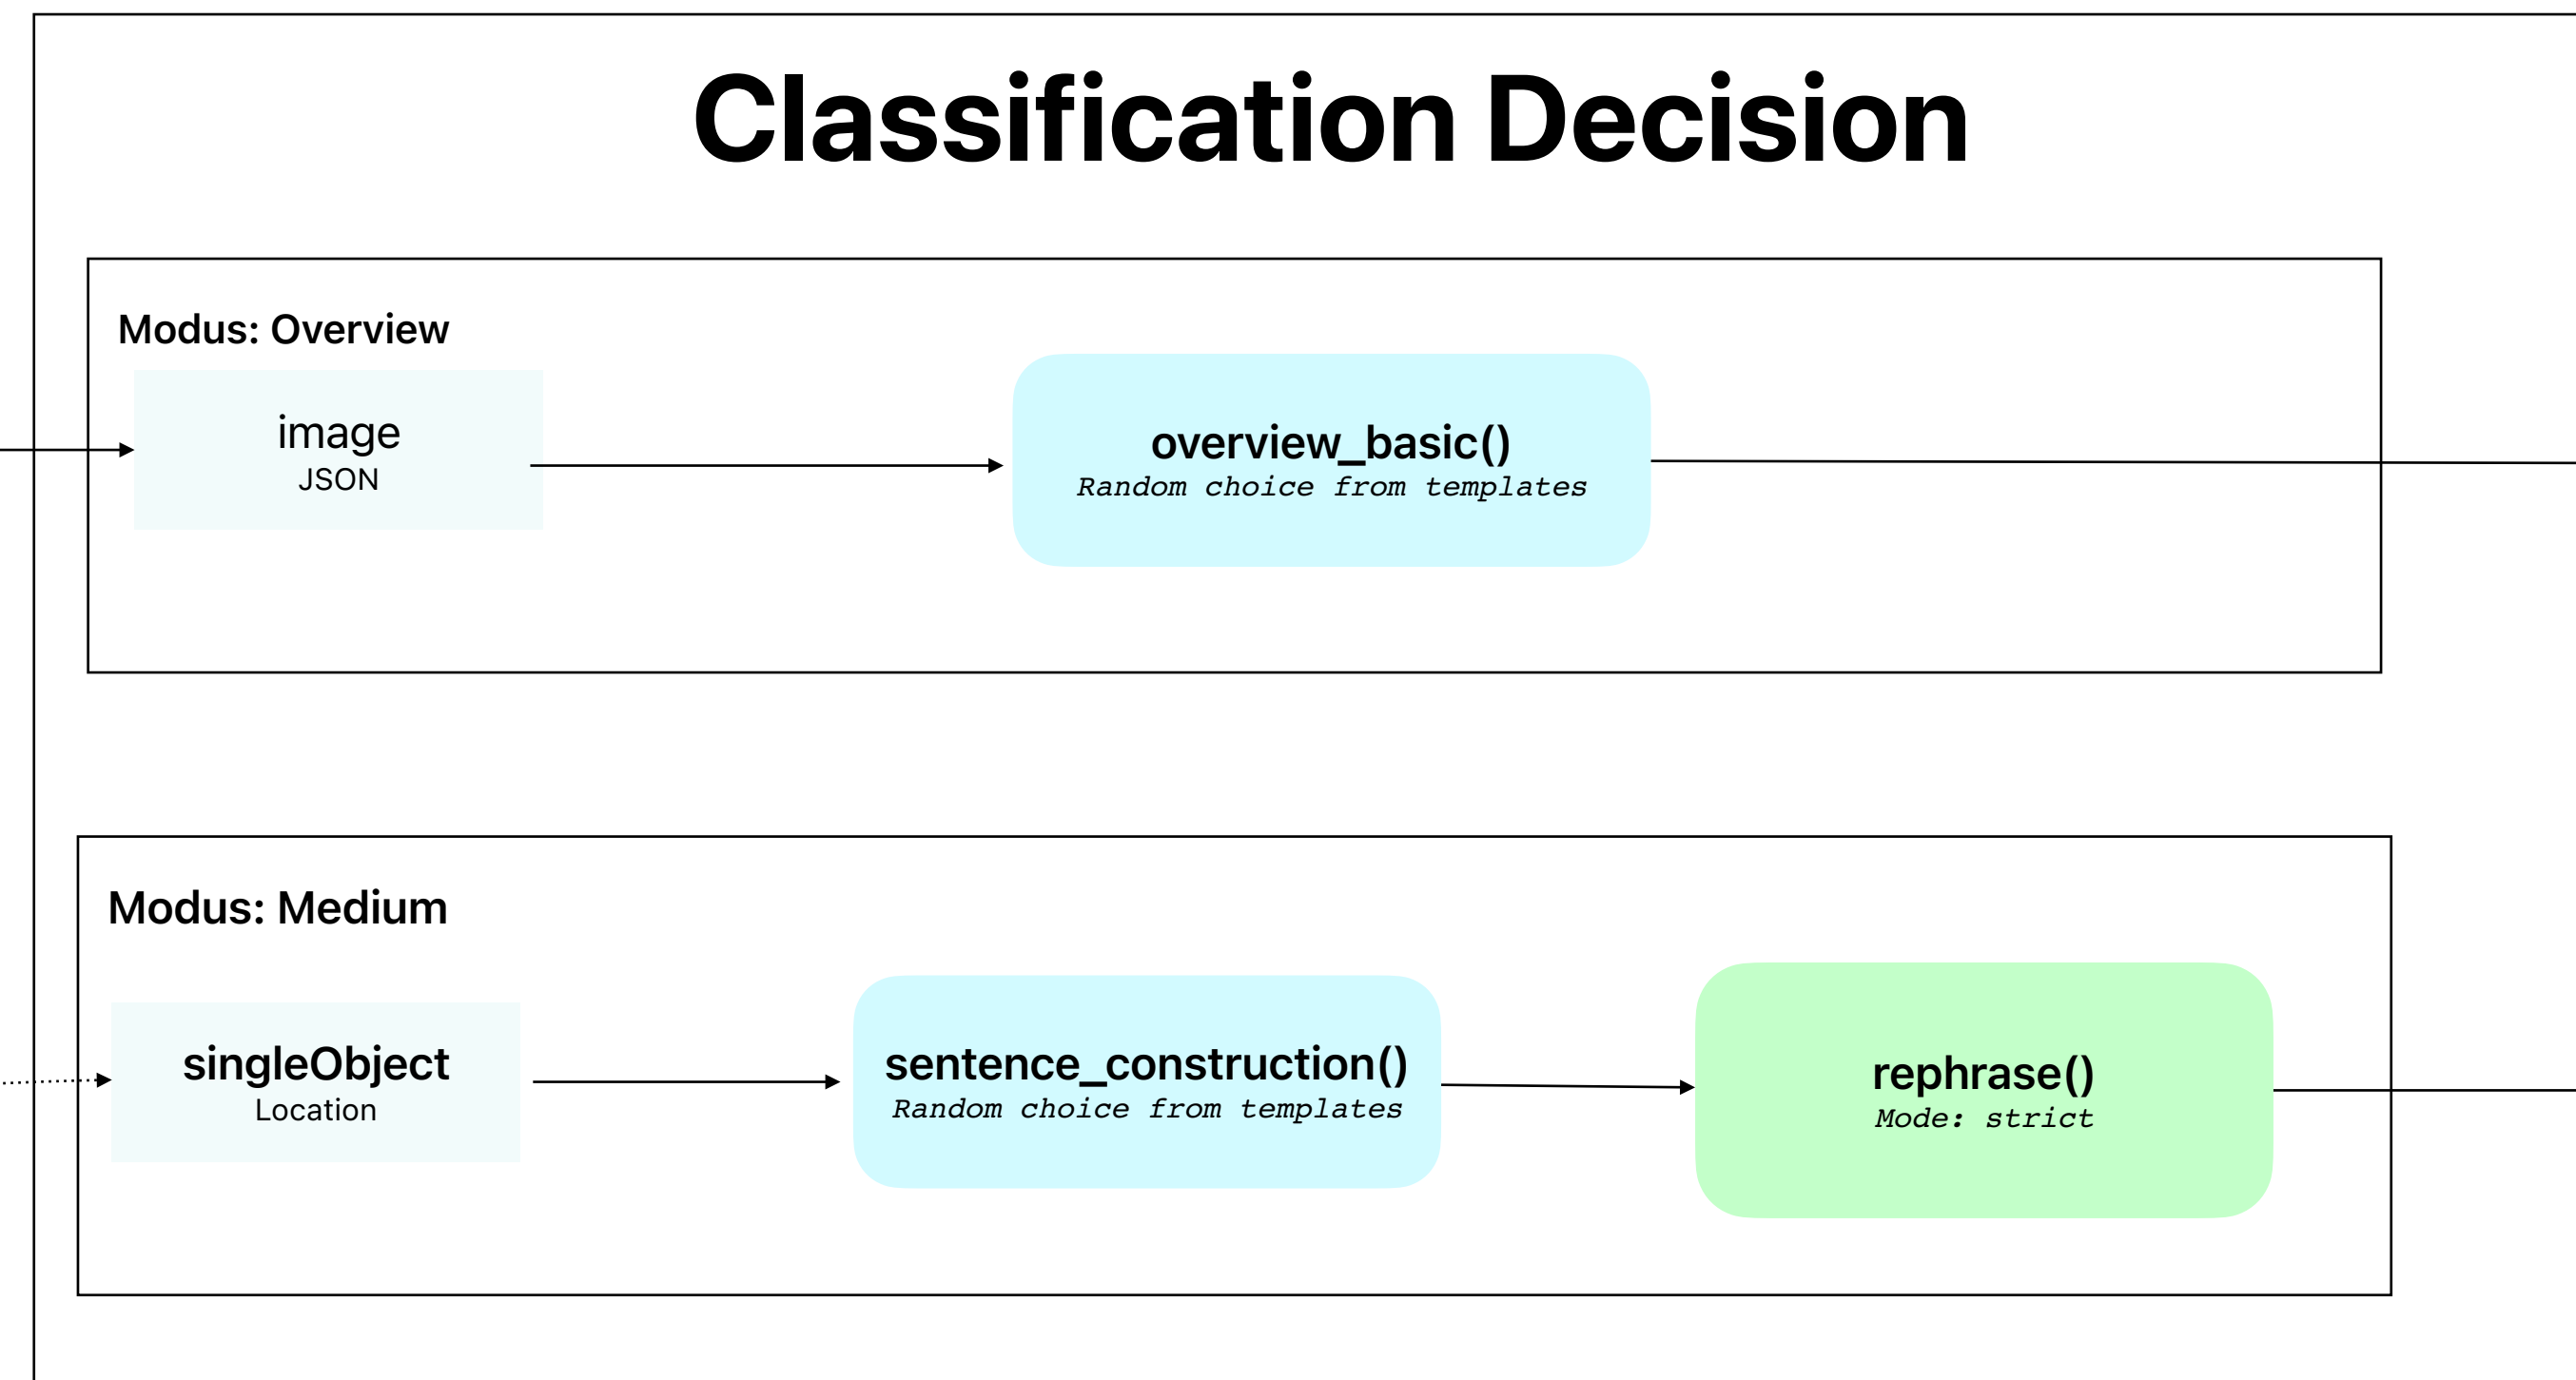 Classification Decision
Modus: Overview
image
JSON
overview_basic()
Random choice from templates
Modus: Medium
singleObject
Location
sentence_construction()
Random choice from templates
rephrase()
Mode: strict